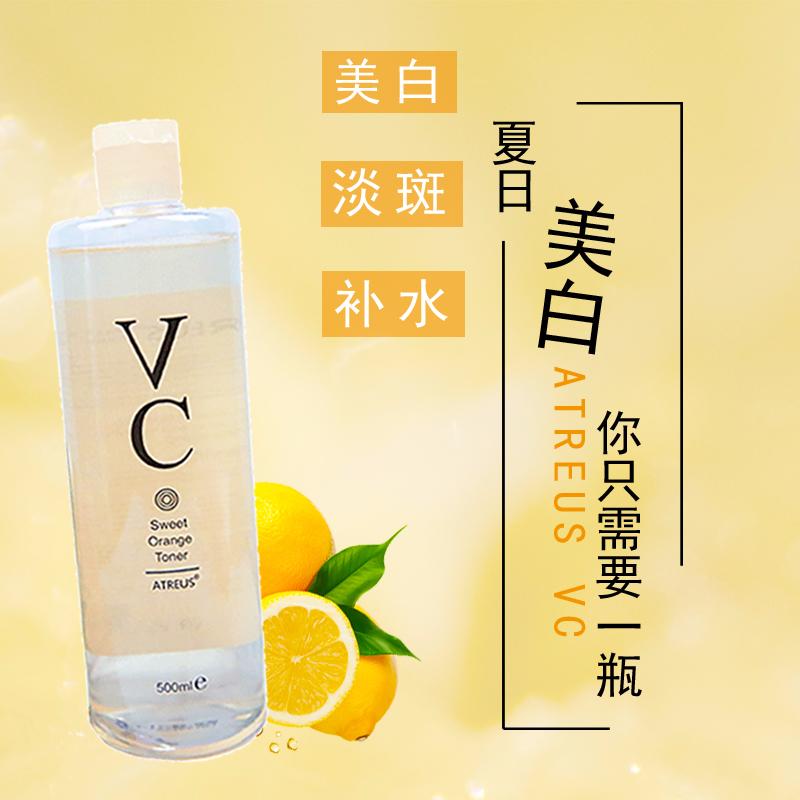 美白
淡斑
补水
夏日
美白
ATREUS VC
你只需要一瓶
V
C
Sweet
Orange
Toner
ATREUS®
500ml e